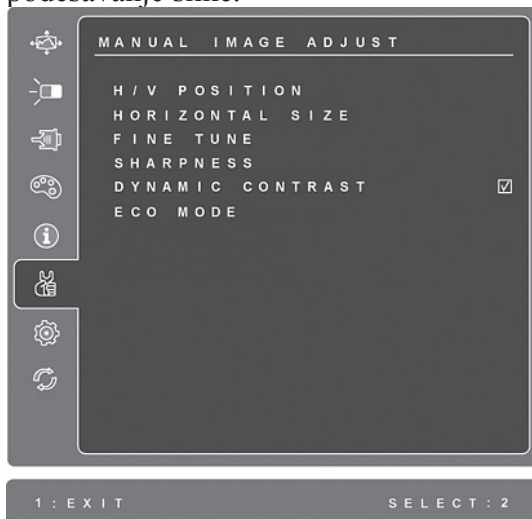 MANUAL IMAGE ADJUST
H/V POSITION
HORIZONTAL SIZE
FINE TUNE
SHARPNESS
DYNAMIC CONTRAST
ECO MODE
1:EXIT SELECT:2